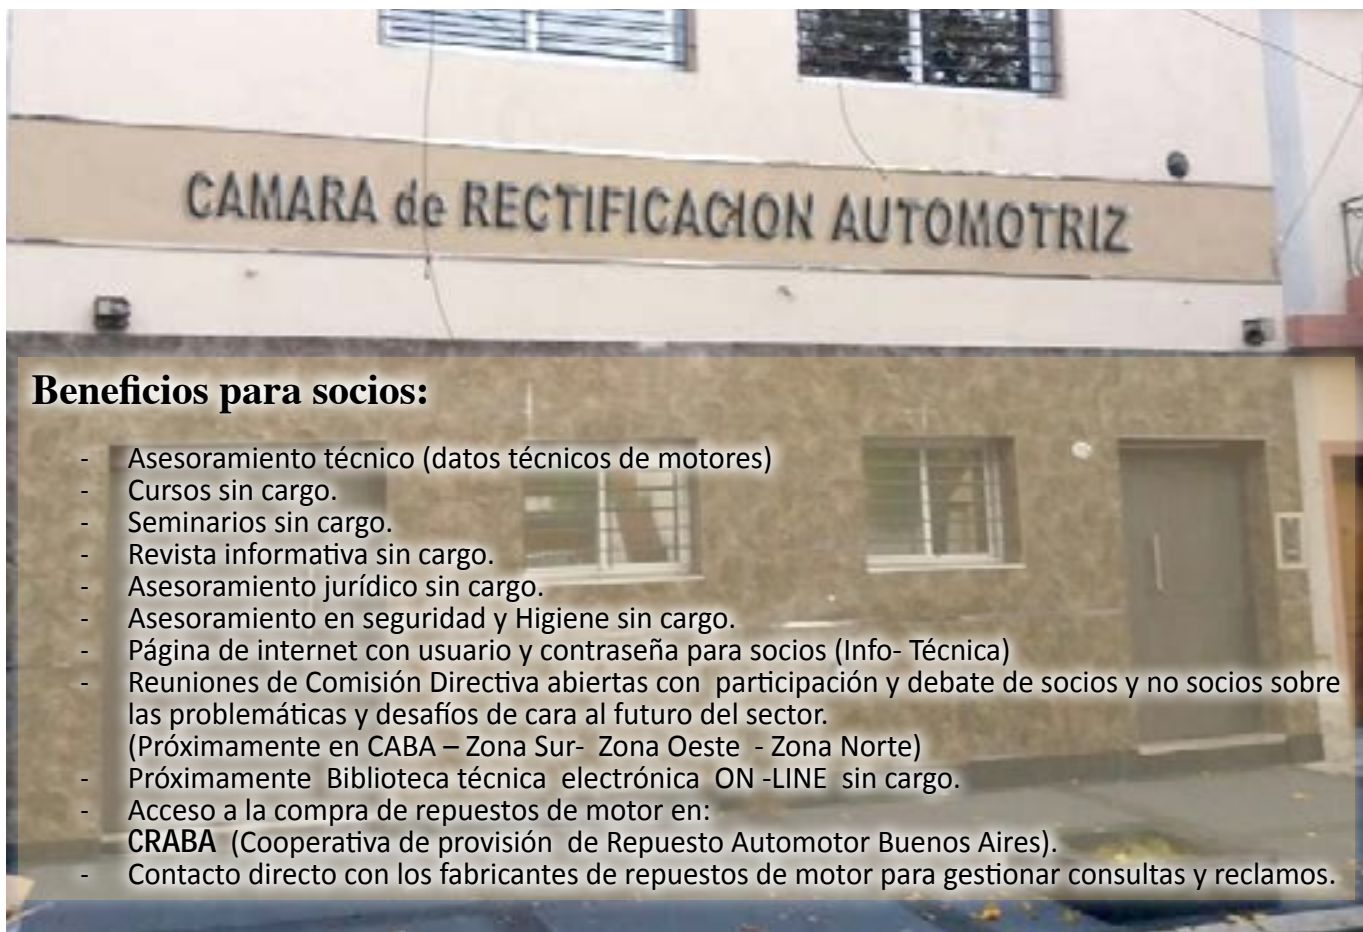 CAMARA de RECTIFICACION AUTOMOTRIZ
Beneficios para socios:
- Asesoramiento técnico (datos técnicos de motores)
- Cursos sin cargo.
- Seminarios sin cargo.
- Revista informativa sin cargo.
- Asesoramiento jurídico sin cargo.
- Asesoramiento en seguridad y Higiene sin cargo.
- Página de internet con usuario y contraseña para socios (Info- Técnica)
- Reuniones de Comisión Directiva abiertas con participación y debate de socios y no socios sobre
las problemáticas y desafíos de cara al futuro del sector.
(Próximamente en CABA – Zona Sur- Zona Oeste - Zona Norte)
- Próximamente Biblioteca técnica electrónica ON -LINE sin cargo.
- Acceso a la compra de repuestos de motor en:
CRABA (Cooperativa de provisión de Repuesto Automotor Buenos Aires).
- Contacto directo con los fabricantes de repuestos de motor para gestionar consultas y reclamos.